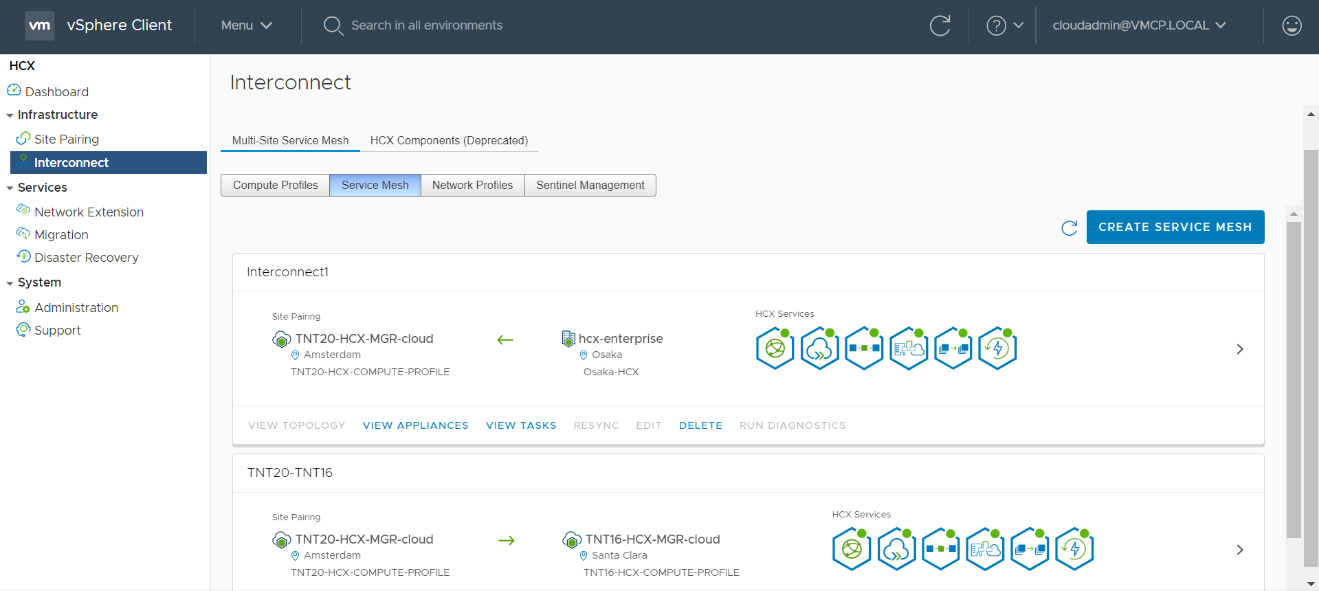 vm vSphere Client Menu Search in all environments cloudadmin@VMCP.LOCAL
HCX
Dashboard
Infrastructure
Site Pairing
Interconnect
Services
Network Extension
Migration
Disaster Recovery
System
Administration
Support
Interconnect
Multi-Site Service Mesh HCX Components (Deprecated)
Compute Profiles Service Mesh Network Profiles Sentinel Management
CREATE SERVICE MESH
Interconnect1
Site Pairing HCX Services
TNT20-HCX-MGR-cloud hcx-enterprise
Amsterdam Osaka
TNT20-HCX-COMPUTE-PROFILE Osaka-HCX
VIEW TOPOLOGY VIEW APPLIANCES VIEW TASKS RESYNC EDIT DELETE RUN DIAGNOSTICS
TNT20-TNT16
Site Pairing HCX Services
TNT20-HCX-MGR-cloud TNT16-HCX-MGR-cloud
Amsterdam Santa Clara
TNT20-HCX-COMPUTE-PROFILE TNT16-HCX-COMPUTE-PROFILE